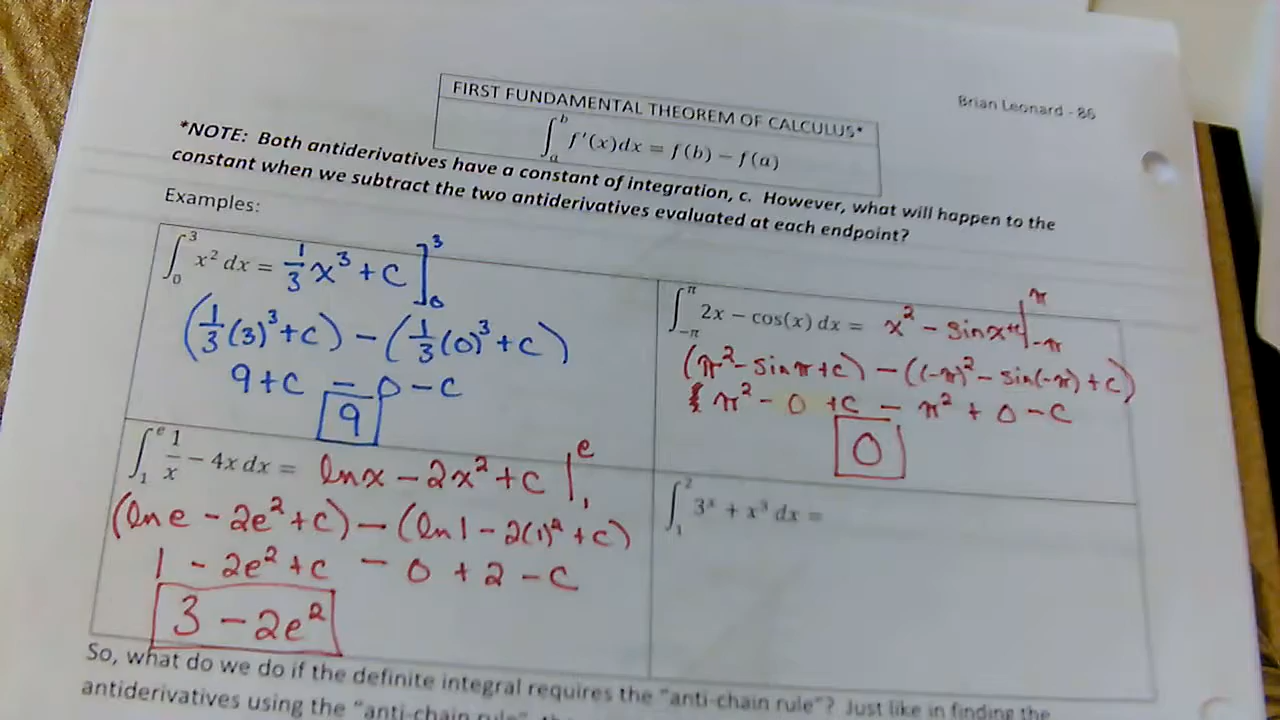 Brian Leonard - 86
FIRST FUNDAMENTAL THEOREM OF CALCULUS*
∫_a^b f'(x)dx = f(b) − f(a)
*NOTE: Both antiderivatives have a constant of integration, c. However, what will happen to the
constant when we subtract the two antiderivatives evaluated at each endpoint?
Examples:
∫_0^3 x² dx = 1/3 x³ + C ]_0^3
(1/3 (3)³ + C) − (1/3 (0)³ + C)
9 + C − 0 − C
9
∫_{-π}^π 2x − cos(x) dx = x² − sin x + |_{-π}^π
(π² − sin π + C) − ((-π)² − sin(-π) + C)
π² − 0 + C − π² + 0 − C
0
∫_1^e 1/x − 4x dx = ln x − 2x² + C |_1^e
(ln e − 2e² + C) − (ln 1 − 2(1)² + C)
1 − 2e² + C − 0 + 2 − C
3 − 2e²
∫_1^2 3ˣ + x³ dx =
So, what do we do if the definite integral requires the "anti-chain rule"? Just like in finding the
antiderivatives using the "anti-chain rule",